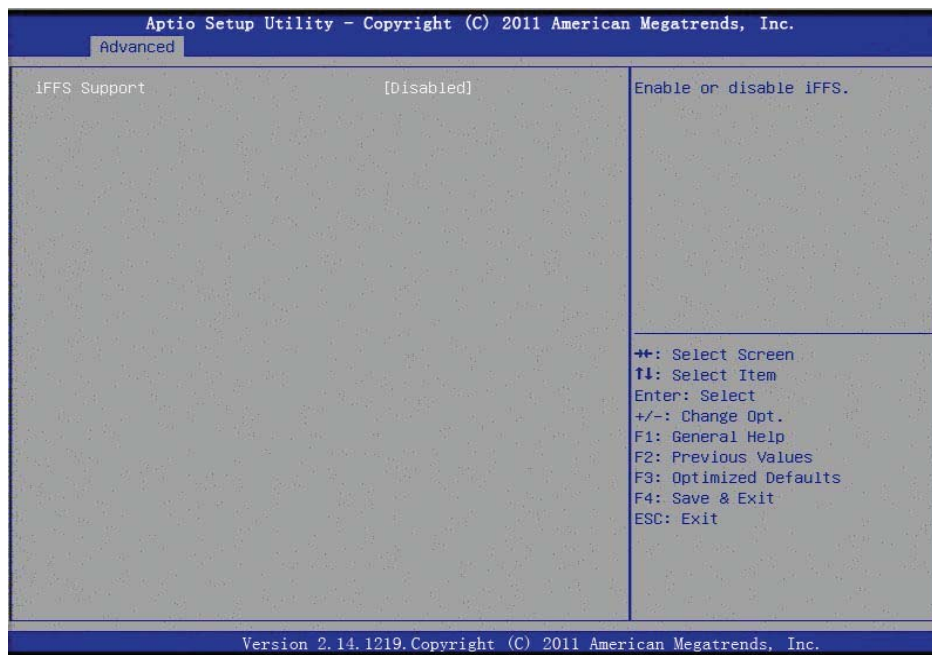 Aptio Setup Utility - Copyright (C) 2011 American Megatrends, Inc.
Advanced
iFFS Support [Disabled]
Enable or disable iFFS.
→←: Select Screen
↑↓: Select Item
Enter: Select
+/-: Change Opt.
F1: General Help
F2: Previous Values
F3: Optimized Defaults
F4: Save & Exit
ESC: Exit
Version 2.14.1219.Copyright (C) 2011 American Megatrends, Inc.